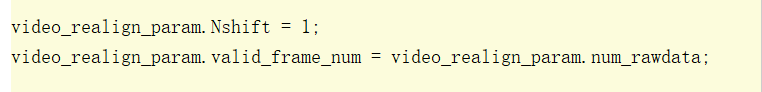 video_realign_param.Nshift = 1;
video_realign_param.valid_frame_num = video_realign_param.num_rawdata;